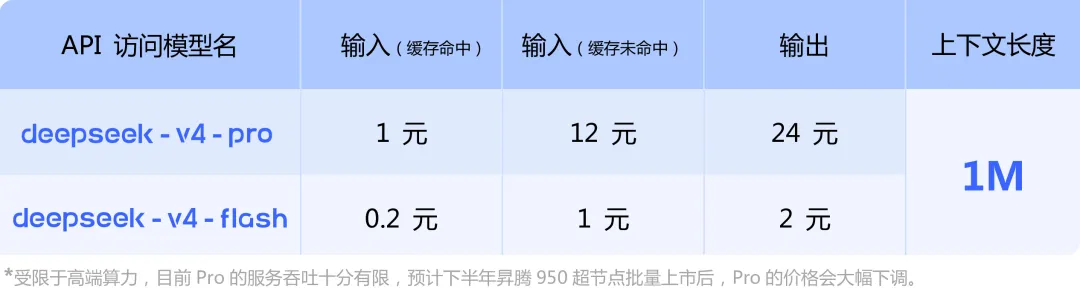 API 访问模型名 输入（缓存命中） 输入（缓存未命中） 输出 上下文长度
deepseek-v4-pro 1 元 12 元 24 元 1M
deepseek-v4-flash 0.2 元 1 元 2 元
*受限于高端算力，目前 Pro 的服务吞吐十分有限，预计下半年昇腾 950 超节点批量上市后，Pro 的价格会大幅下调。